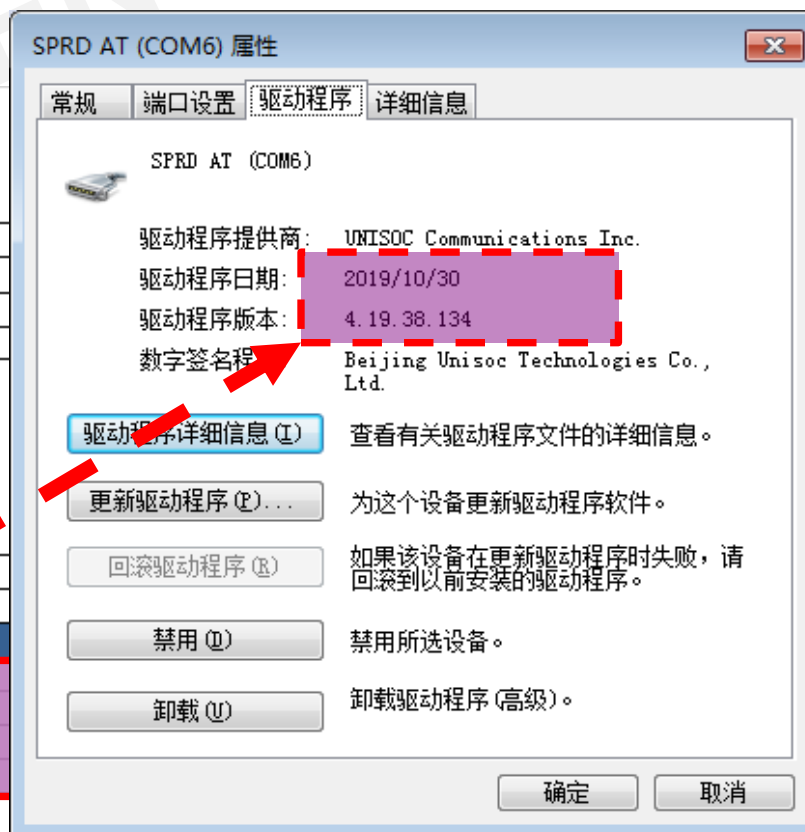 SPRD AT (COM6) 属性
常规 端口设置 驱动程序 详细信息
SPRD AT (COM6)
驱动程序提供商: UNISOC Communications Inc.
驱动程序日期: 2019/10/30
驱动程序版本: 4.19.38.134
数字签名程 Beijing Unisoc Technologies Co.,
Ltd.
驱动程序详细信息(I) 查看有关驱动程序文件的详细信息。
更新驱动程序(P)... 为这个设备更新驱动程序软件。
回滚驱动程序(R) 如果该设备在更新驱动程序时失败，请
回滚到以前安装的驱动程序。
禁用(D) 禁用所选设备。
卸载(U) 卸载驱动程序(高级)。
确定 取消